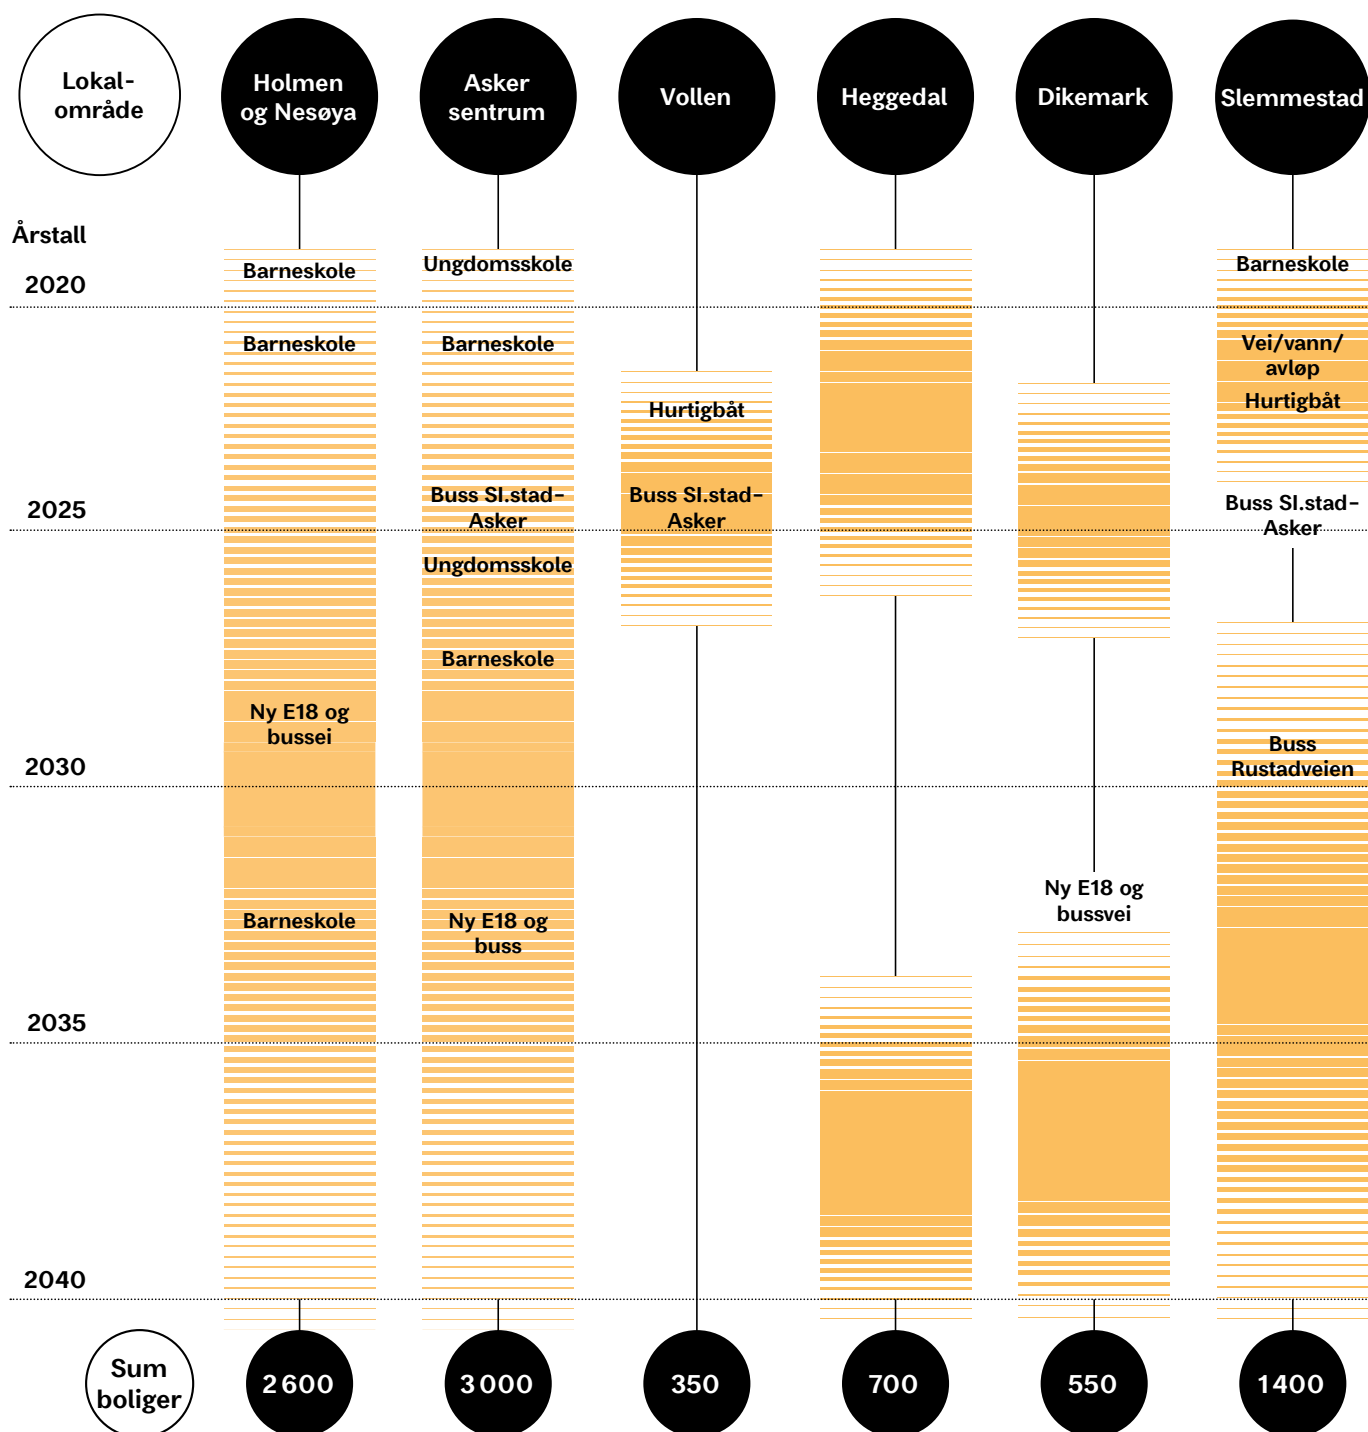 Lokal-
område
Holmen
og Nesøya
Asker
sentrum
Vollen
Heggedal
Dikemark
Slemmestad
Årstall
Barneskole
Ungdomsskole
Barneskole
2020
Barneskole
Barneskole
Vei/vann/
avløp
Hurtigbåt
Hurtigbåt
Buss Sl.stad-
Asker
Buss Sl.stad-
Asker
Buss Sl.stad-
Asker
2025
Ungdomsskole
Barneskole
Ny E18 og
bussei
Buss
Rustadveien
2030
Ny E18 og
bussvei
Barneskole
Ny E18 og
buss
2035
2040
Sum
boliger
2 600
3 000
350
700
550
1 400